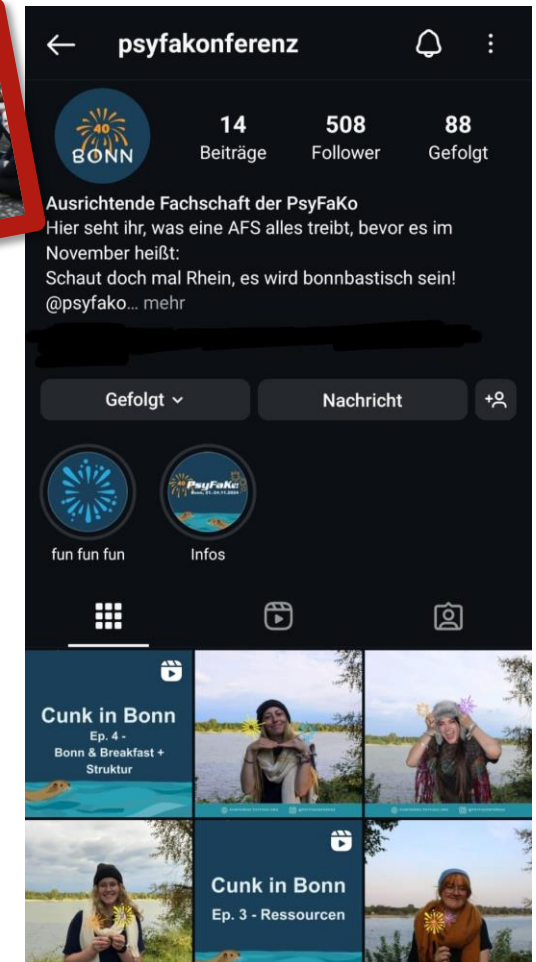 psyfakonferenz
40
BONN
14
Beiträge
508
Follower
88
Gefolgt
Ausrichtende Fachschaft der PsyFaKo
Hier seht ihr, was eine AFS alles treibt, bevor es im
November heißt:
Schaut doch mal Rhein, es wird bonnbastisch sein!
@psyfako... mehr
Gefolgt
Nachricht
40 PsyFaKo
fun fun fun
Infos
Cunk in Bonn
Ep. 4 -
Bonn & Breakfast +
Struktur
Cunk in Bonn
Ep. 3 - Ressourcen